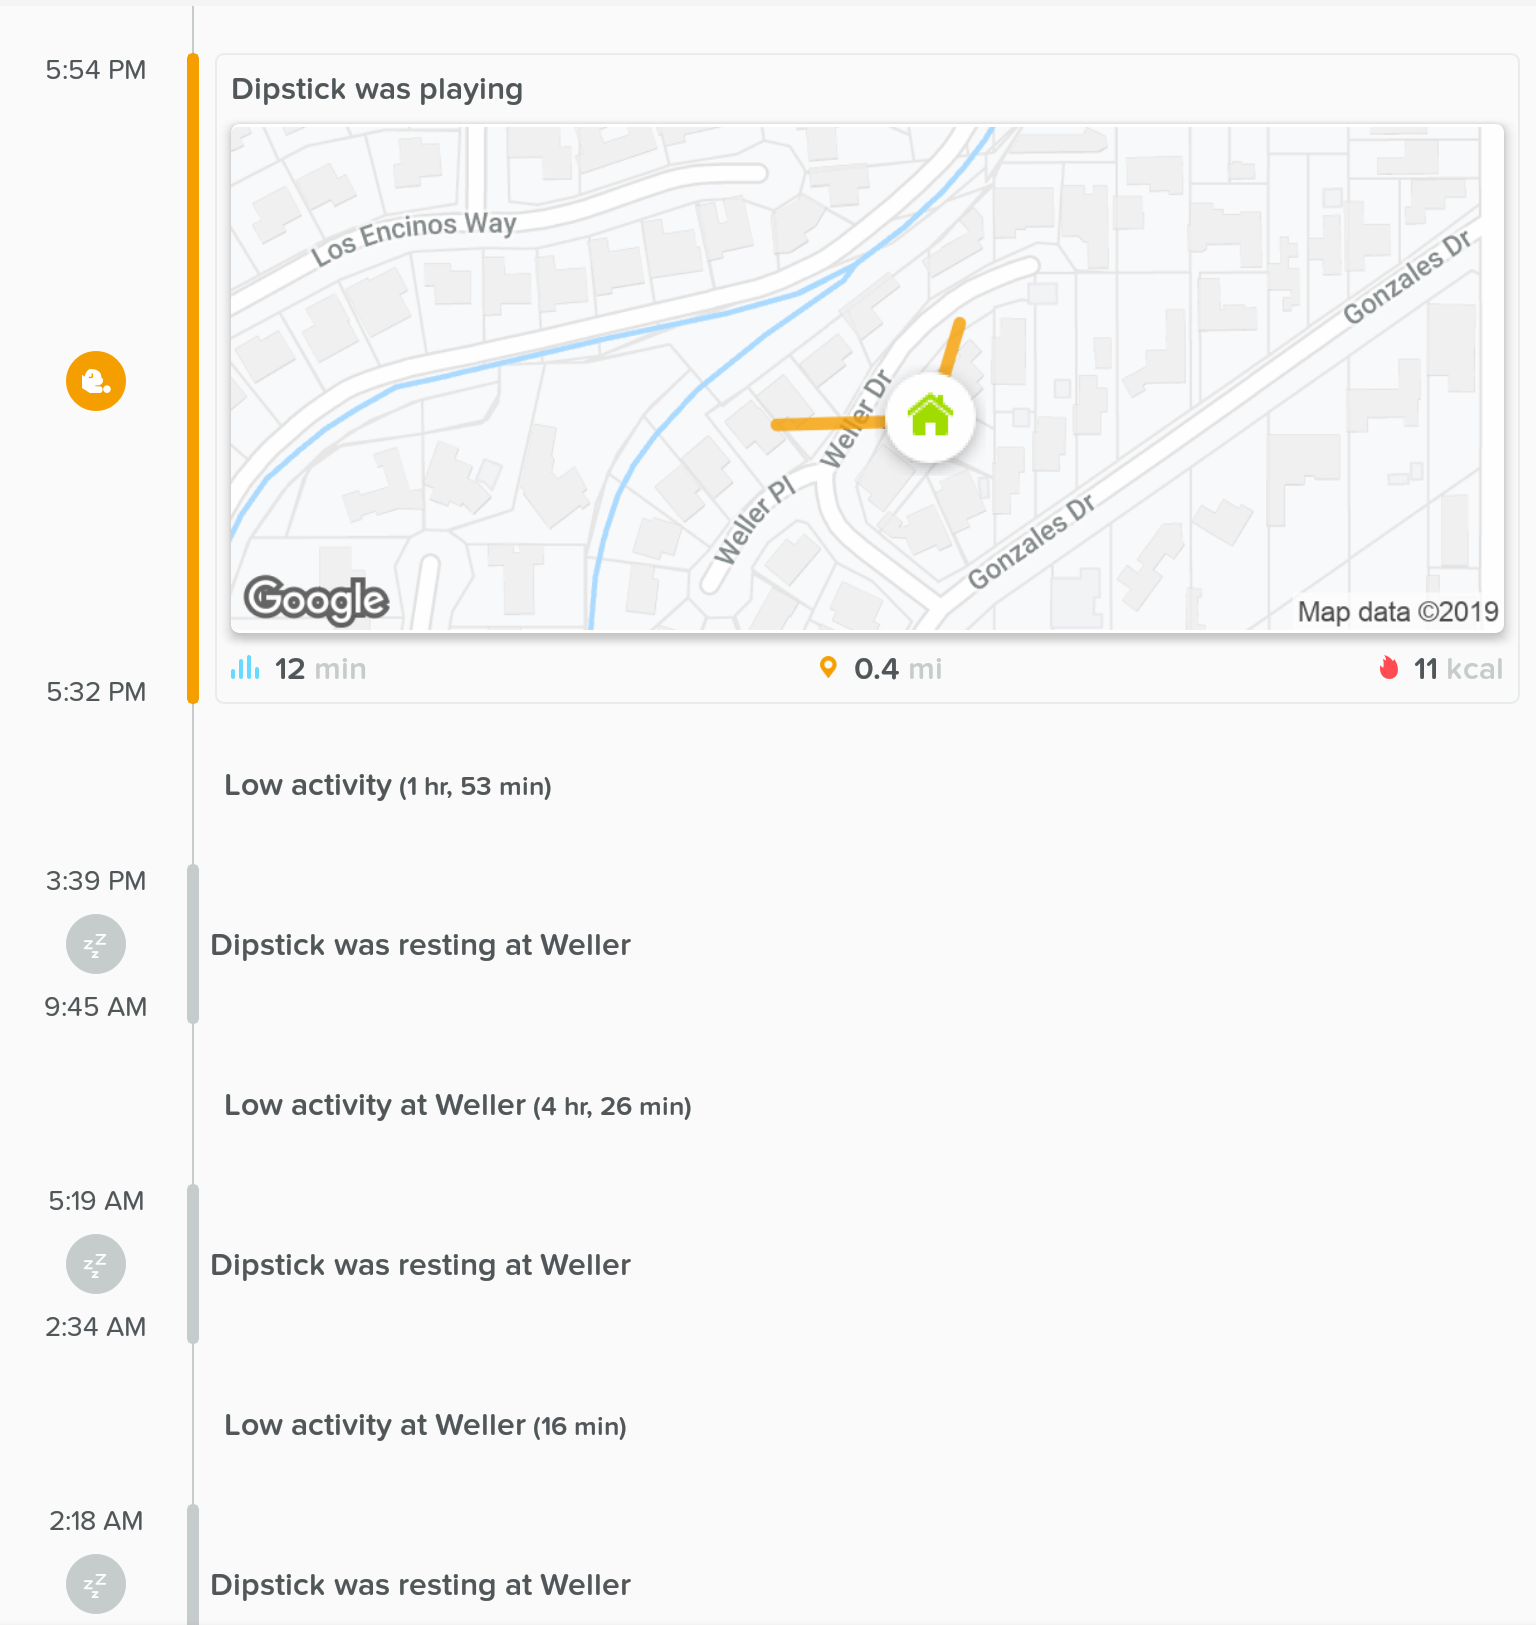 5:54 PM
Dipstick was playing
Los Encinos Way
Gonzales Dr
Weller Dr
Weller Pl
Gonzales Dr
Google
Map data ©2019
12 min
0.4 mi
11 kcal
5:32 PM
Low activity (1 hr, 53 min)
3:39 PM
zZz
Dipstick was resting at Weller
9:45 AM
Low activity at Weller (4 hr, 26 min)
5:19 AM
zZz
Dipstick was resting at Weller
2:34 AM
Low activity at Weller (16 min)
2:18 AM
zZz
Dipstick was resting at Weller